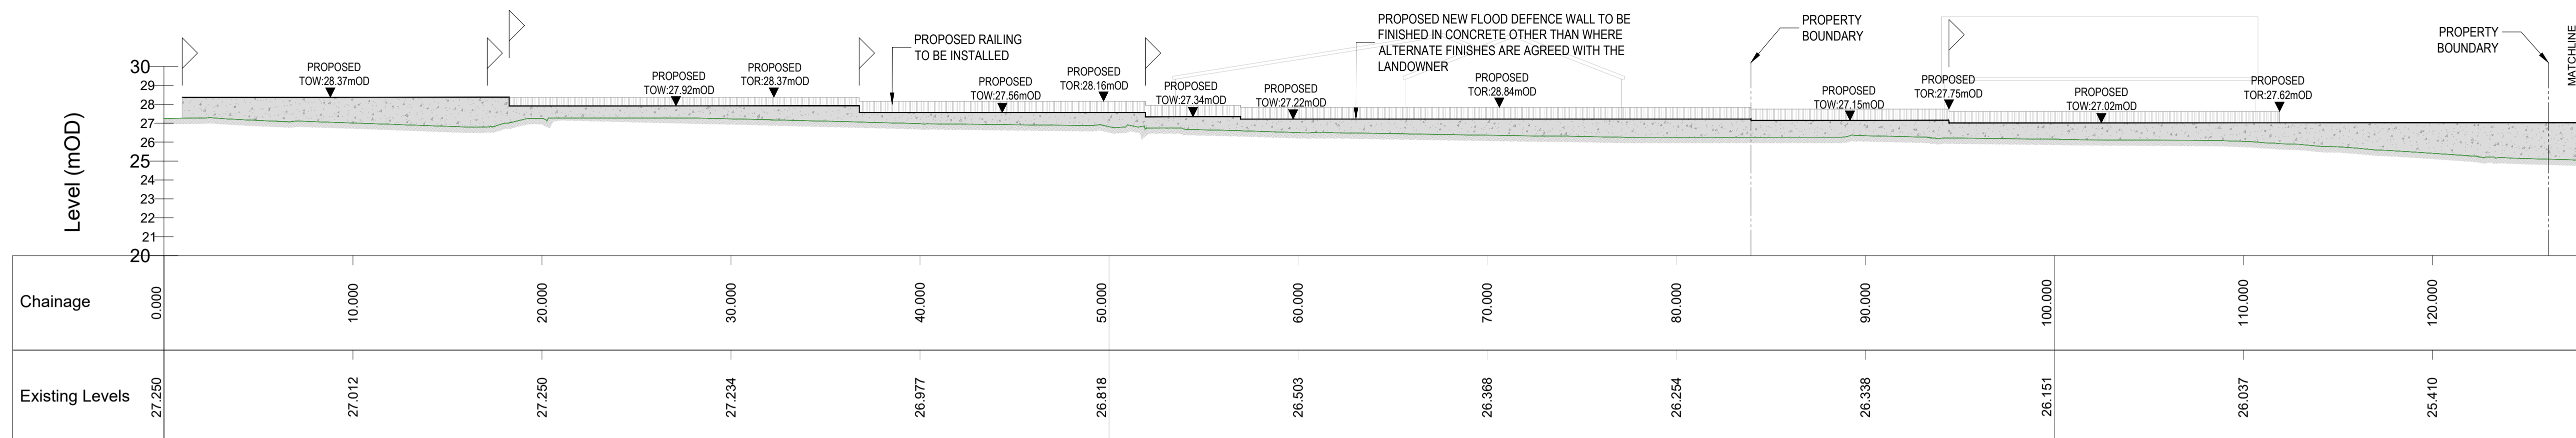 PROPOSED
TOW:28.37mOD
PROPOSED
TOW:27.92mOD
PROPOSED
TOR:28.37mOD
PROPOSED RAILING
TO BE INSTALLED
PROPOSED
TOW:27.56mOD
PROPOSED
TOR:28.16mOD
PROPOSED
TOW:27.34mOD
PROPOSED
TOW:27.22mOD
PROPOSED NEW FLOOD DEFENCE WALL TO BE
FINISHED IN CONCRETE OTHER THAN WHERE
ALTERNATE FINISHES ARE AGREED WITH THE
LANDOWNER
PROPOSED
TOR:28.84mOD
PROPERTY
BOUNDARY
PROPOSED
TOW:27.15mOD
PROPOSED
TOR:27.75mOD
PROPOSED
TOW:27.02mOD
PROPOSED
TOR:27.62mOD
PROPERTY
BOUNDARY
MATCHLINE
Level (mOD)
30
29
28
27
26
25
24
23
22
21
20
Chainage
0.000
10.000
20.000
30.000
40.000
50.000
60.000
70.000
80.000
90.000
100.000
110.000
120.000
Existing Levels
27.250
27.012
27.250
27.234
26.977
26.818
26.503
26.368
26.254
26.338
26.151
26.037
25.410